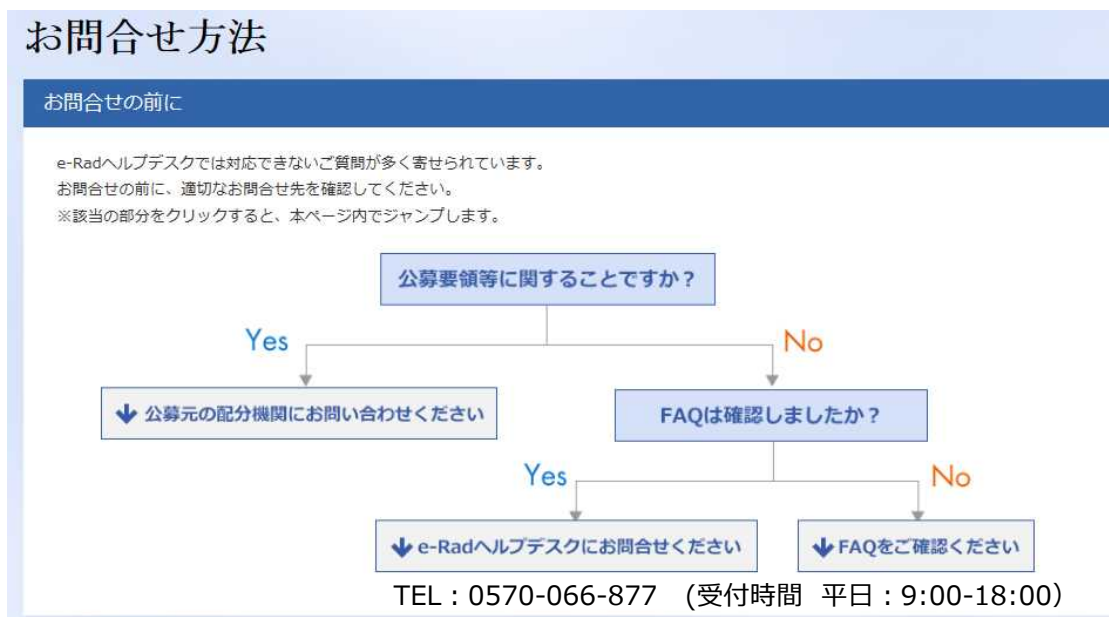 お問合せ方法
お問合せの前に
e-Radヘルプデスクでは対応できないご質問が多く寄せられています。
お問合せの前に、適切なお問合せ先を確認してください。
※該当の部分をクリックすると、本ページ内でジャンプします。
公募要領等に関することですか？
Yes
No
公募元の配分機関にお問い合わせください
FAQは確認しましたか？
Yes
No
e-Radヘルプデスクにお問合せください
FAQをご確認ください
TEL：0570-066-877 (受付時間 平日：9:00-18:00）